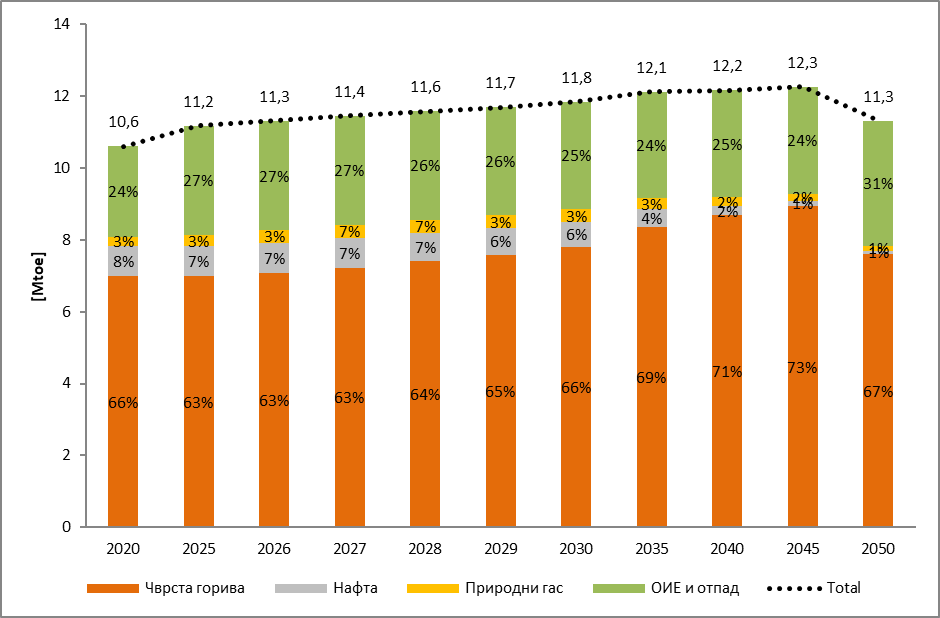 14
12
10
8
6
4
2
0
[Mtoe]
10,6 11,2 11,3 11,4 11,6 11,7 11,8 12,1 12,2 12,3 11,3
24% 27% 27% 27% 26% 26% 25% 24% 25% 24% 31%
3% 3% 3% 7% 7% 3% 3% 3% 2% 2% 1%
8% 7% 7% 7% 7% 6% 6% 4% 2% 1% 1%
66% 63% 63% 63% 64% 65% 66% 69% 71% 73% 67%
2020 2025 2026 2027 2028 2029 2030 2035 2040 2045 2050
Чврста горива Нафта Природни гас ОИЕ и отпад Total